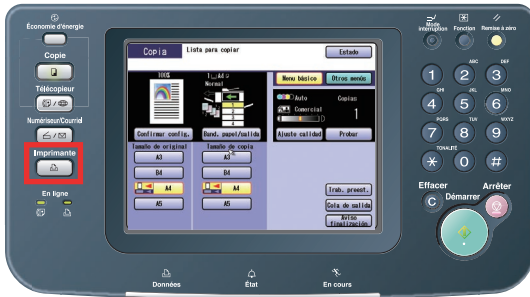 Économie d'énergie
Copie
Télécopieur
Numériseur/Courriel
Imprimante
En ligne
Copia
Lista para copiar
Estado
100%
Normal
Confirmar config.
Band. papel/salida
Menu básico
Otros menús
Auto
Copias
Comercial
1
Ajuste calidad
Probar
Tamaño de original
Tamaño de copia
A3
A3
B4
B4
A4
A4
A5
A5
Trab. preest.
Cola de salida
Aviso
finalización
Données
État
En cours
Mode
interruption
Fonction
Remise à zéro
ABC
DEF
1
2
3
GHI
JKL
MNO
4
5
6
PQRS
TUV
WXYZ
7
8
9
TONALITÉ
*
0
#
Effacer
C
Démarrer
Arrêter